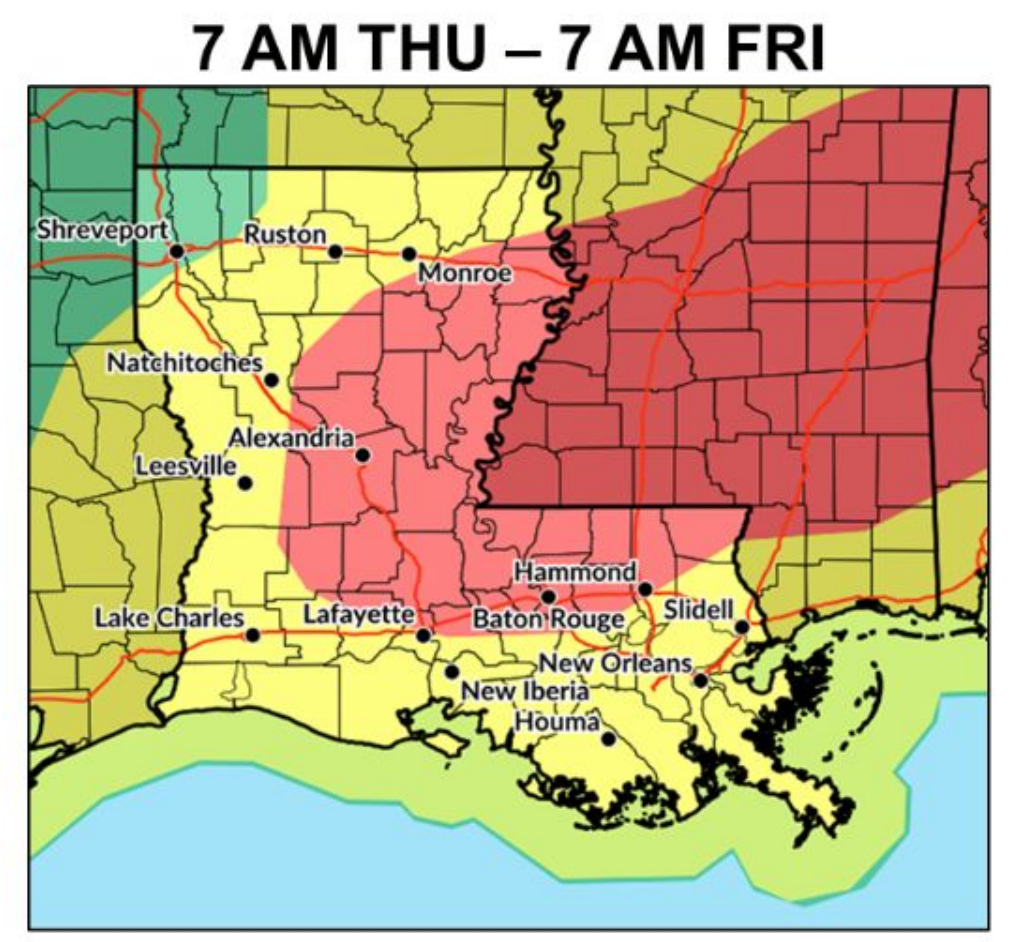 7 AM THU – 7 AM FRI
Shreveport
Ruston
Monroe
Natchitoches
Alexandria
Leesville
Hammond
Lake Charles
Lafayette
Baton Rouge
Slidell
New Orleans
New Iberia
Houma